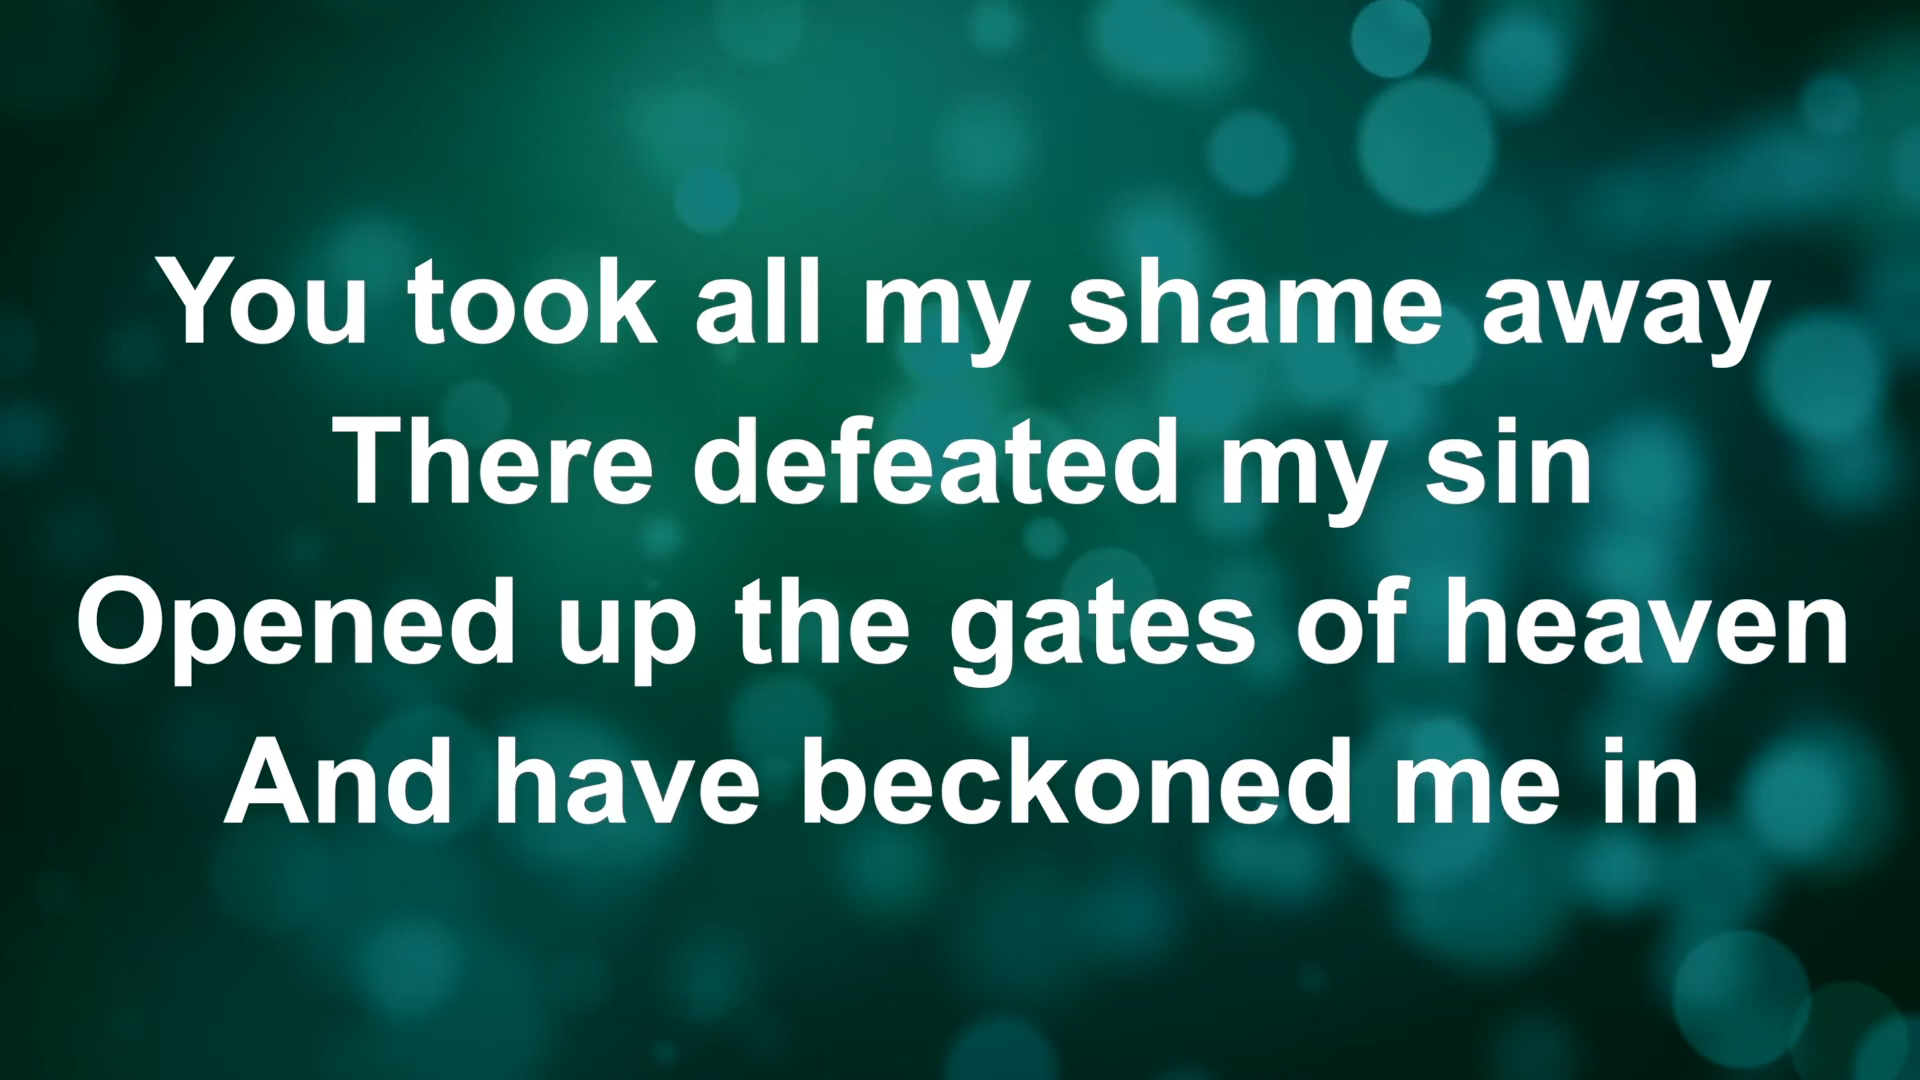 You took all my shame away
There defeated my sin
Opened up the gates of heaven
And have beckoned me in